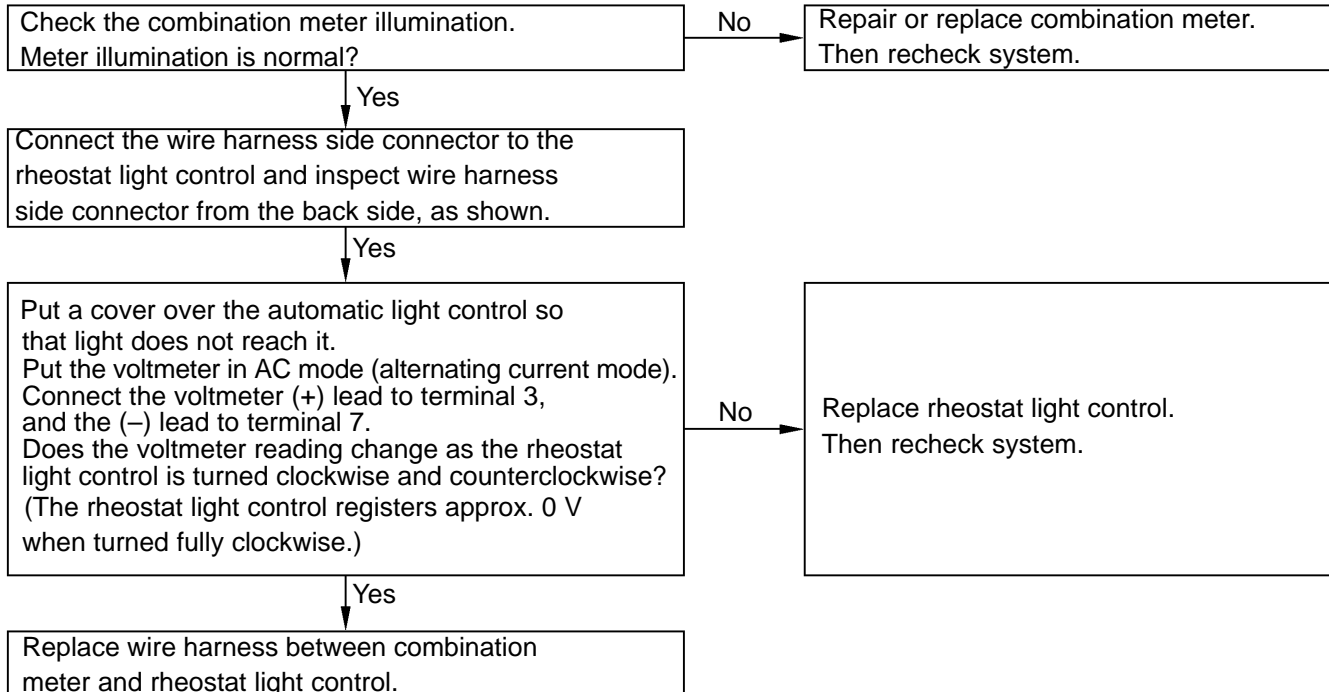 Check the combination meter illumination.
Meter illumination is normal?
No
Repair or replace combination meter.
Then recheck system.
Yes
Connect the wire harness side connector to the
rheostat light control and inspect wire harness
side connector from the back side, as shown.
Yes
Put a cover over the automatic light control so
that light does not reach it.
Put the voltmeter in AC mode (alternating current mode).
Connect the voltmeter (+) lead to terminal 3,
and the (–) lead to terminal 7.
Does the voltmeter reading change as the rheostat
light control is turned clockwise and counterclockwise?
(The rheostat light control registers approx. 0 V
when turned fully clockwise.)
No
Replace rheostat light control.
Then recheck system.
Yes
Replace wire harness between combination
meter and rheostat light control.